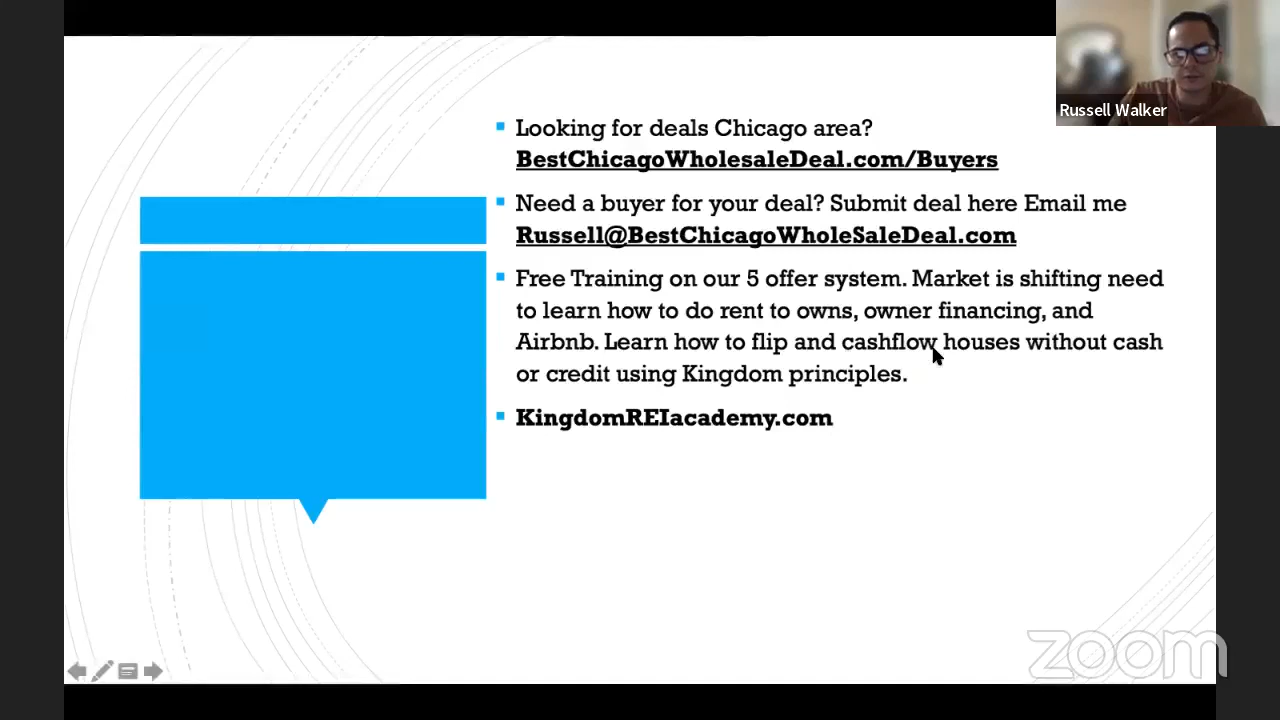 Russell Walker
Looking for deals Chicago area?
BestChicagoWholesaleDeal.com/Buyers
Need a buyer for your deal? Submit deal here Email me
Russell@BestChicagoWholeSaleDeal.com
Free Training on our 5 offer system. Market is shifting need
to learn how to do rent to owns, owner financing, and
Airbnb. Learn how to flip and cashflow houses without cash
or credit using Kingdom principles.
KingdomREIacademy.com
zoom